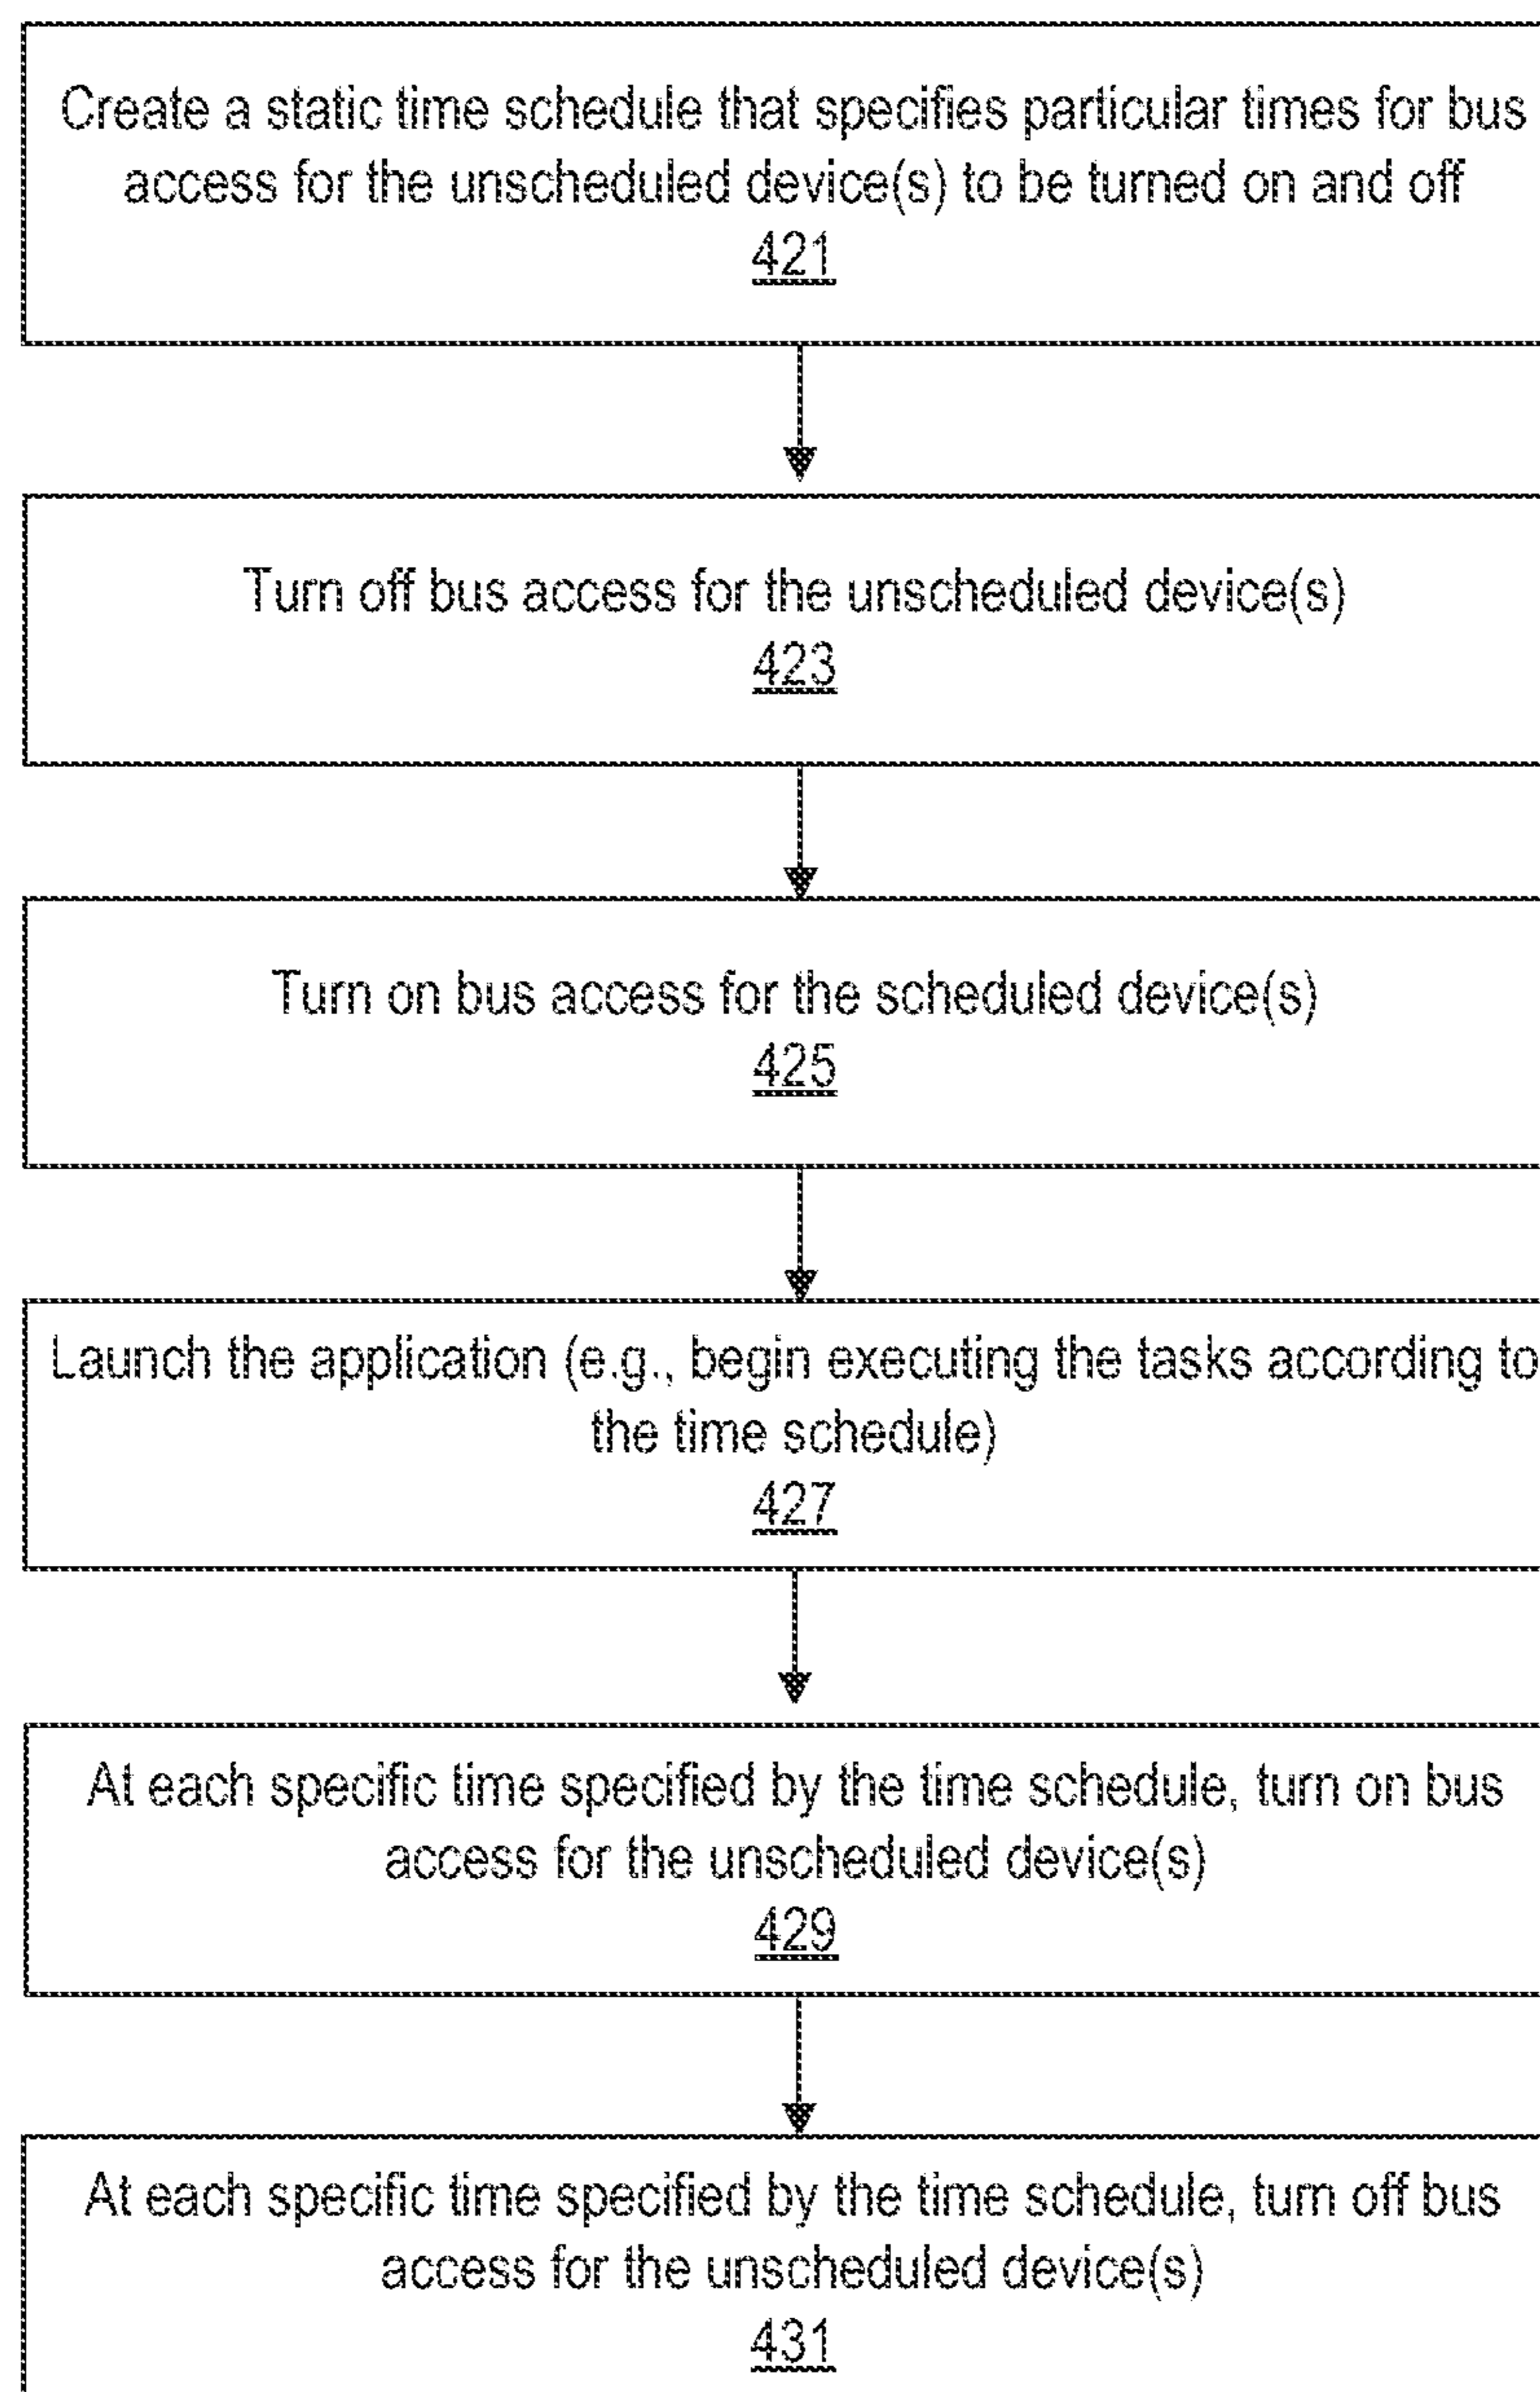 Create a static time schedule that specifies particular times for bus
access for the unscheduled device(s) to be turned on and off
421
Turn off bus access for the unscheduled device(s)
423
Turn on bus access for the scheduled device(s)
425
Launch the application (e.g., begin executing the tasks according to
the time schedule)
427
At each specific time specified by the time schedule, turn on bus
access for the unscheduled device(s)
429
At each specific time specified by the time schedule, turn off bus
access for the unscheduled device(s)
431